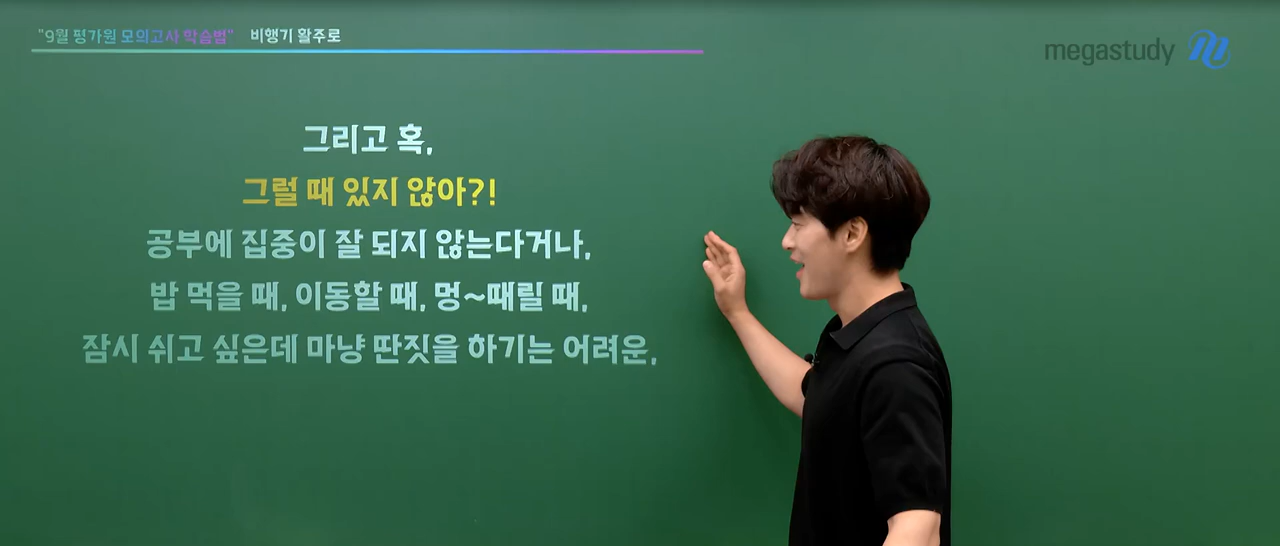 "9월 평가원 모의고사 학습법" 비행기 활주로
megastudy
그리고 혹,
그럴 때 있지 않아?!
공부에 집중이 잘 되지 않는다거나,
밥 먹을 때, 이동할 때, 멍~때릴 때,
잠시 쉬고 싶은데 마냥 딴짓을 하기는 어려운,